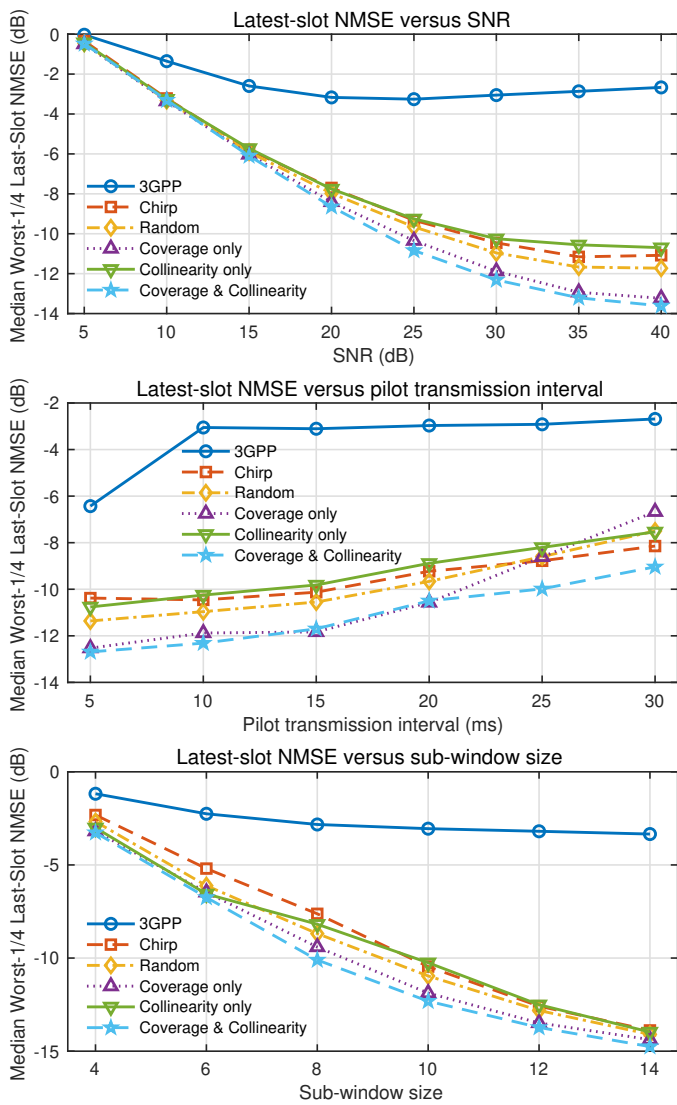 Latest-slot NMSE versus SNR
Median Worst-1/4 Last-Slot NMSE (dB)
0
-2
-4
-6
-8
-10
-12
-14
3GPP
Chirp
Random
Coverage only
Collinearity only
Coverage & Collinearity
5 10 15 20 25 30 35 40
SNR (dB)
Latest-slot NMSE versus pilot transmission interval
Median Worst-1/4 Last-Slot NMSE (dB)
-2
-4
-6
-8
-10
-12
-14
3GPP
Chirp
Random
Coverage only
Collinearity only
Coverage & Collinearity
5 10 15 20 25 30
Pilot transmission interval (ms)
Latest-slot NMSE versus sub-window size
Median Worst-1/4 Last-Slot NMSE (dB)
0
-5
-10
-15
3GPP
Chirp
Random
Coverage only
Collinearity only
Coverage & Collinearity
4 6 8 10 12 14
Sub-window size